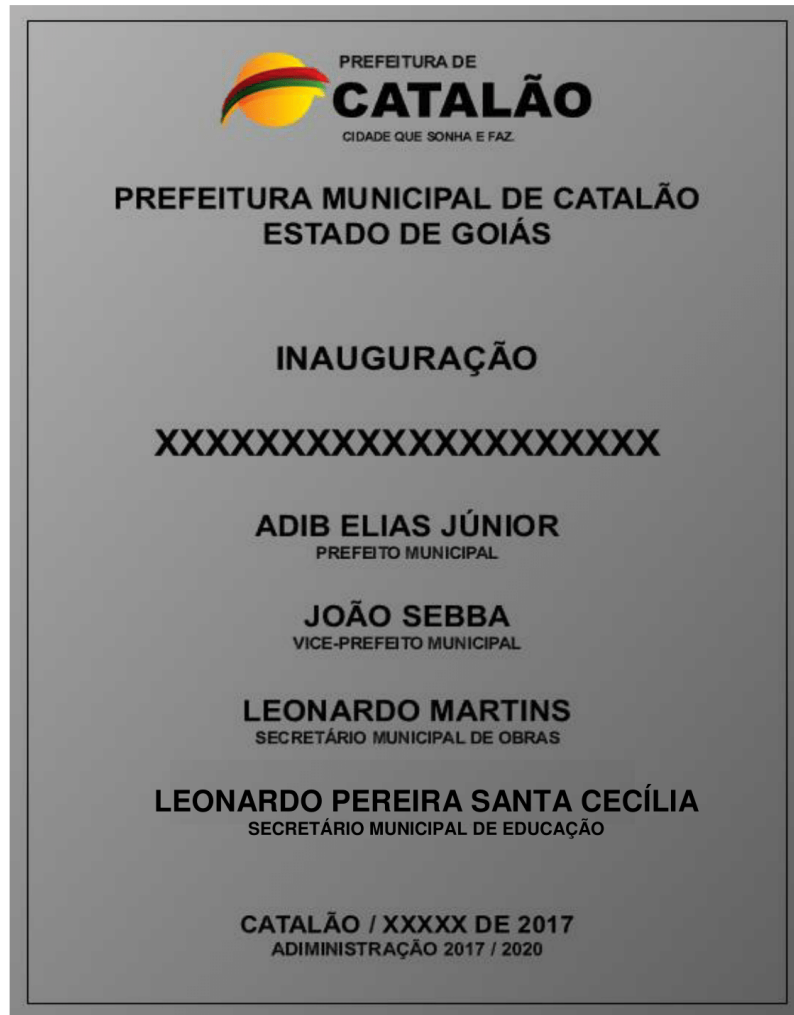 PREFEITURA DE
CATALÃO
CIDADE QUE SONHA E FAZ.
PREFEITURA MUNICIPAL DE CATALÃO
ESTADO DE GOIÁS
INAUGURAÇÃO
XXXXXXXXXXXXXXXXXXXX
ADIB ELIAS JÚNIOR
PREFEITO MUNICIPAL
JOÃO SEBBA
VICE-PREFEITO MUNICIPAL
LEONARDO MARTINS
SECRETÁRIO MUNICIPAL DE OBRAS
LEONARDO PEREIRA SANTA CECÍLIA
SECRETÁRIO MUNICIPAL DE EDUCAÇÃO
CATALÃO / XXXXX DE 2017
ADIMINISTRAÇÃO 2017 / 2020